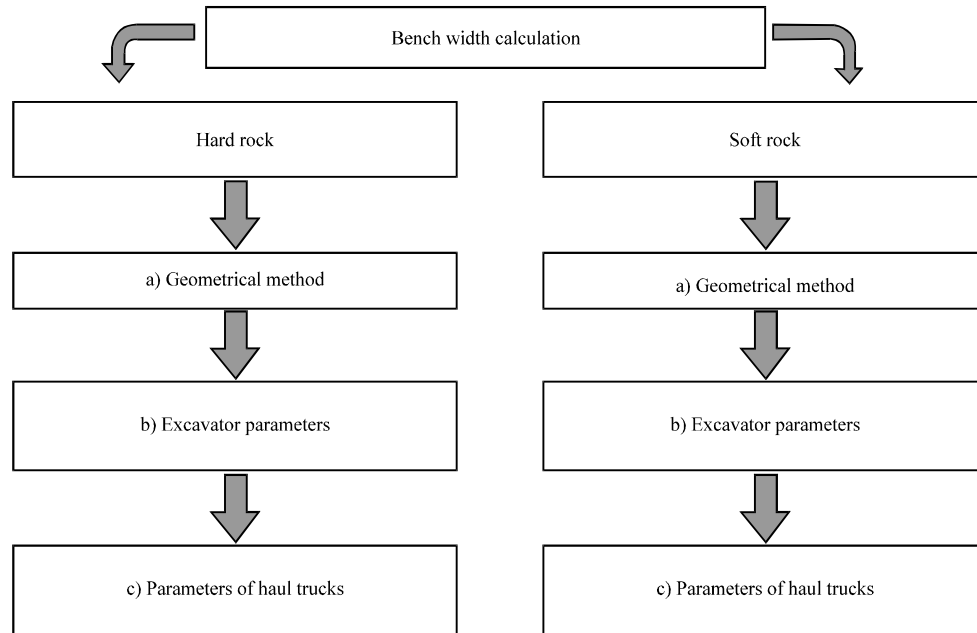 Bench width calculation
Hard rock
Soft rock
a) Geometrical method
a) Geometrical method
b) Excavator parameters
b) Excavator parameters
c) Parameters of haul trucks
c) Parameters of haul trucks